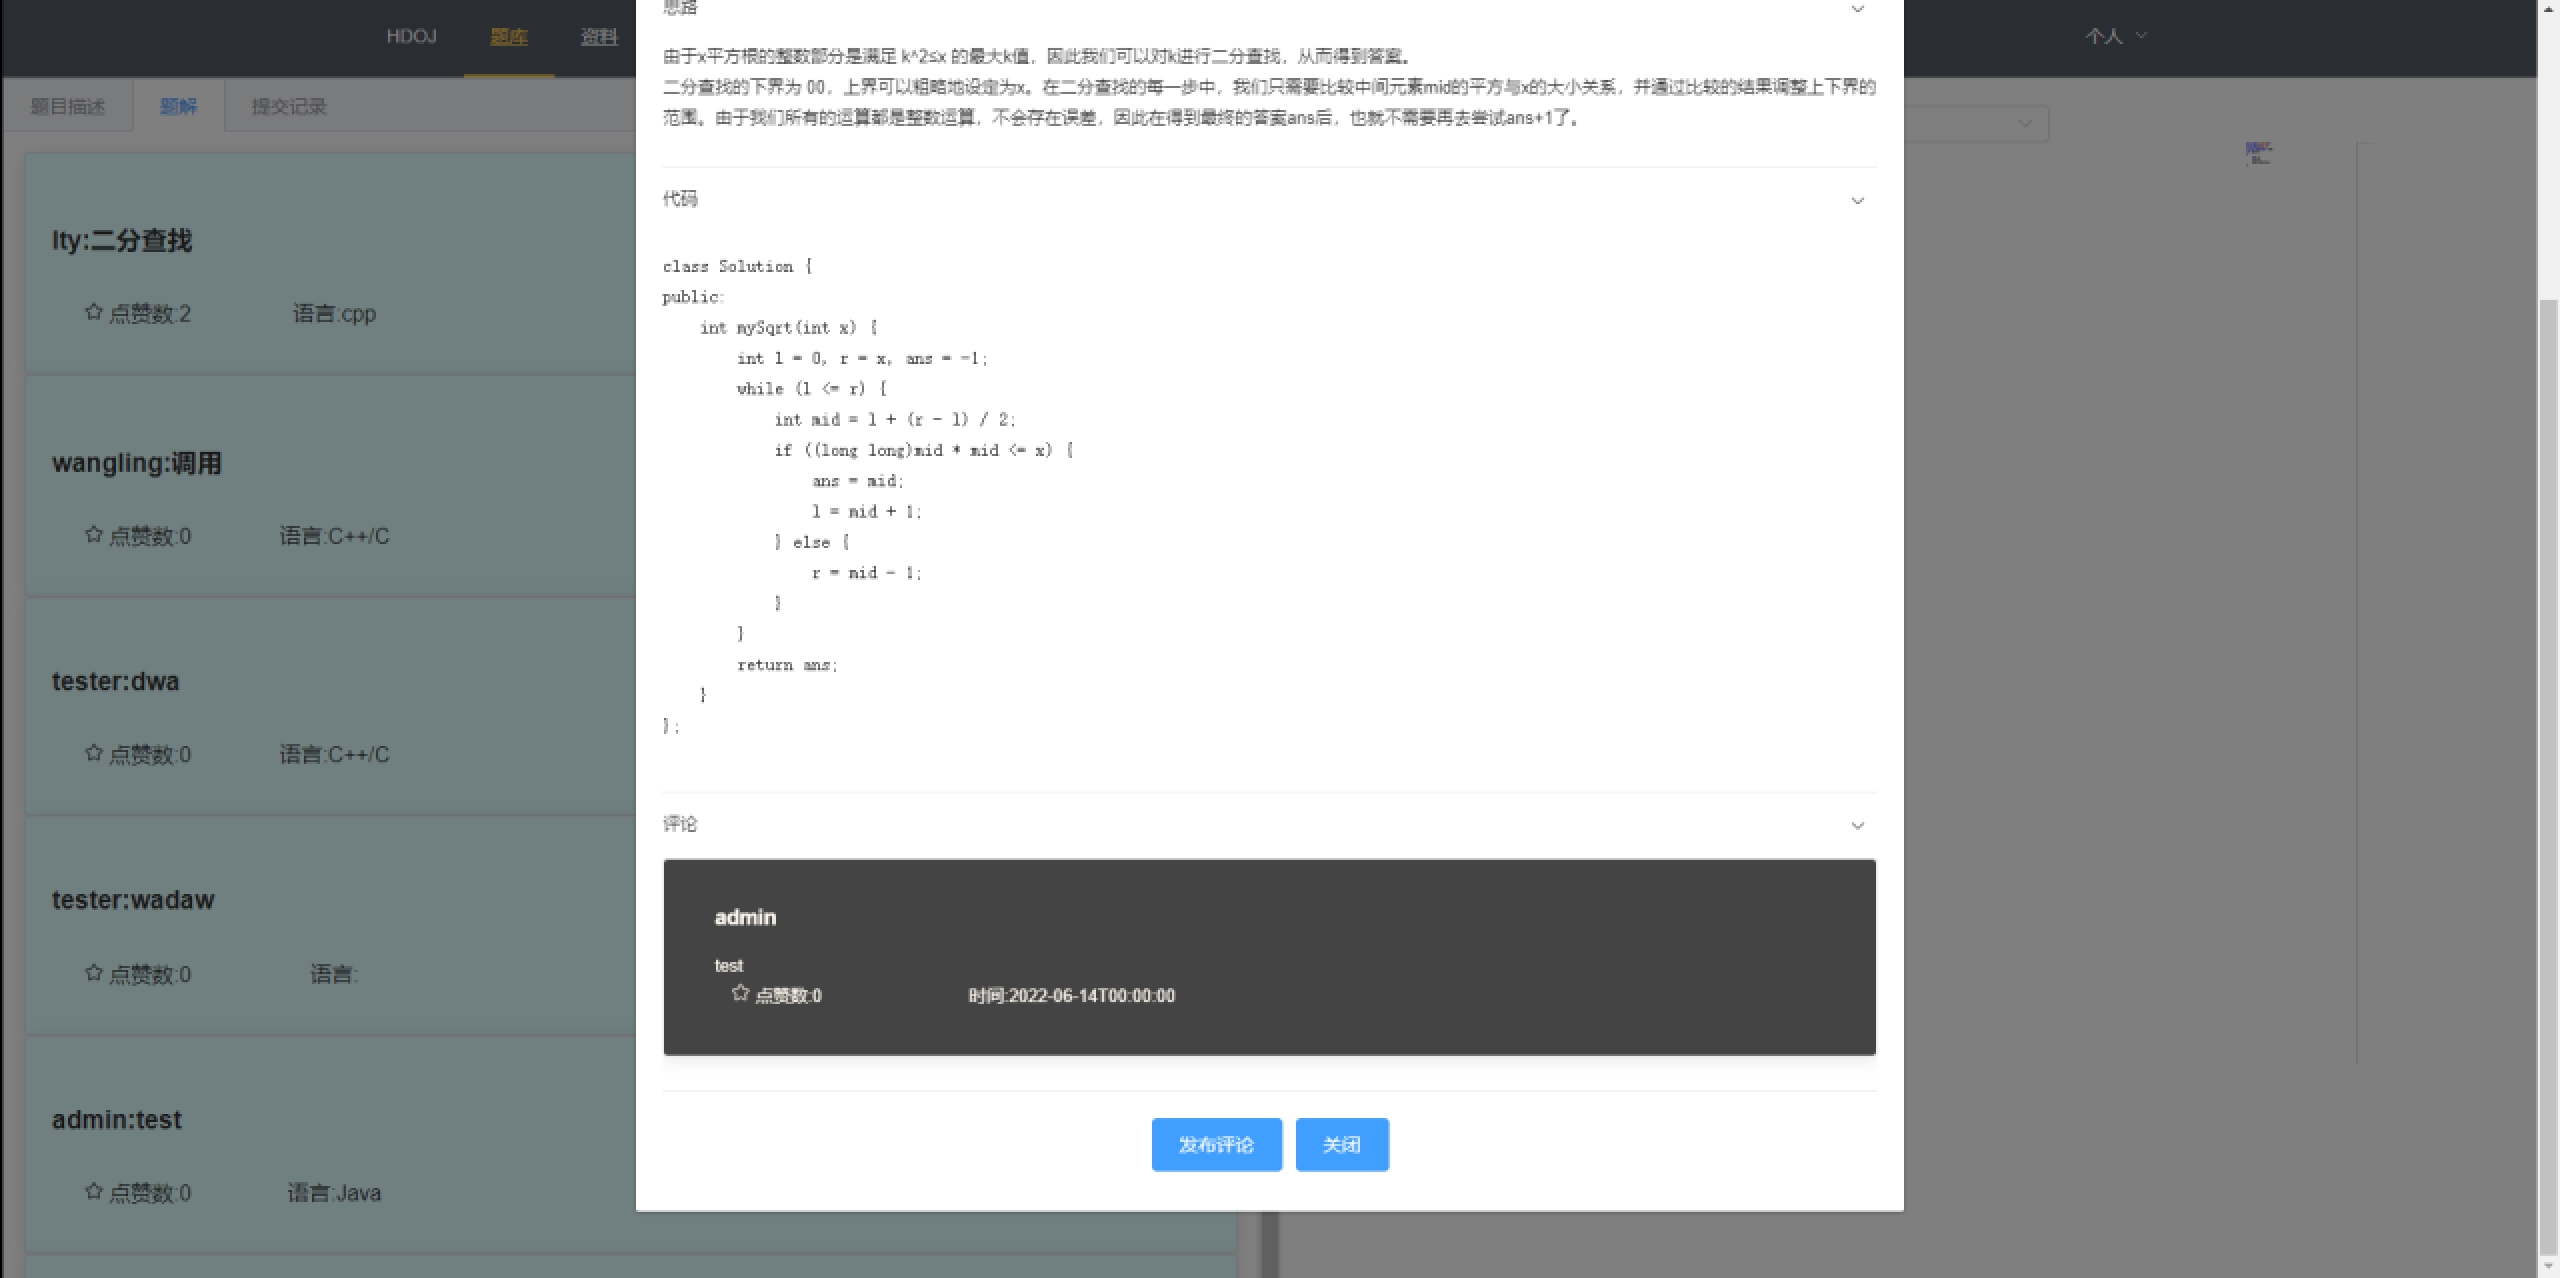 HDOJ 题库 资料 个人
题目描述 题解 提交记录
lty:二分查找
点赞数:2 语言:cpp
wangling:调用
点赞数:0 语言:C++/C
tester:dwa
点赞数:0 语言:C++/C
tester:wadaw
点赞数:0 语言:
admin:test
点赞数:0 语言:Java
思路
由于x平方根的整数部分是满足 k^2≤x 的最大k值，因此我们可以对k进行二分查找，从而得到答案。
二分查找的下界为 00，上界可以粗略地设定为x。在二分查找的每一步中，我们只需要比较中间元素mid的平方与x的大小关系，并通过比较的结果调整上下界的
范围。由于我们所有的运算都是整数运算，不会存在误差，因此在得到最终的答案ans后，也就不需要再去尝试ans+1了。
代码
class Solution {
public:
    int mySqrt(int x) {
        int l = 0, r = x, ans = -1;
        while (l <= r) {
            int mid = l + (r - l) / 2;
            if ((long long)mid * mid <= x) {
                ans = mid;
                l = mid + 1;
            } else {
                r = mid - 1;
            }
        }
        return ans;
    }
};
评论
admin
test
点赞数:0 时间:2022-06-14T00:00:00
发布评论 关闭